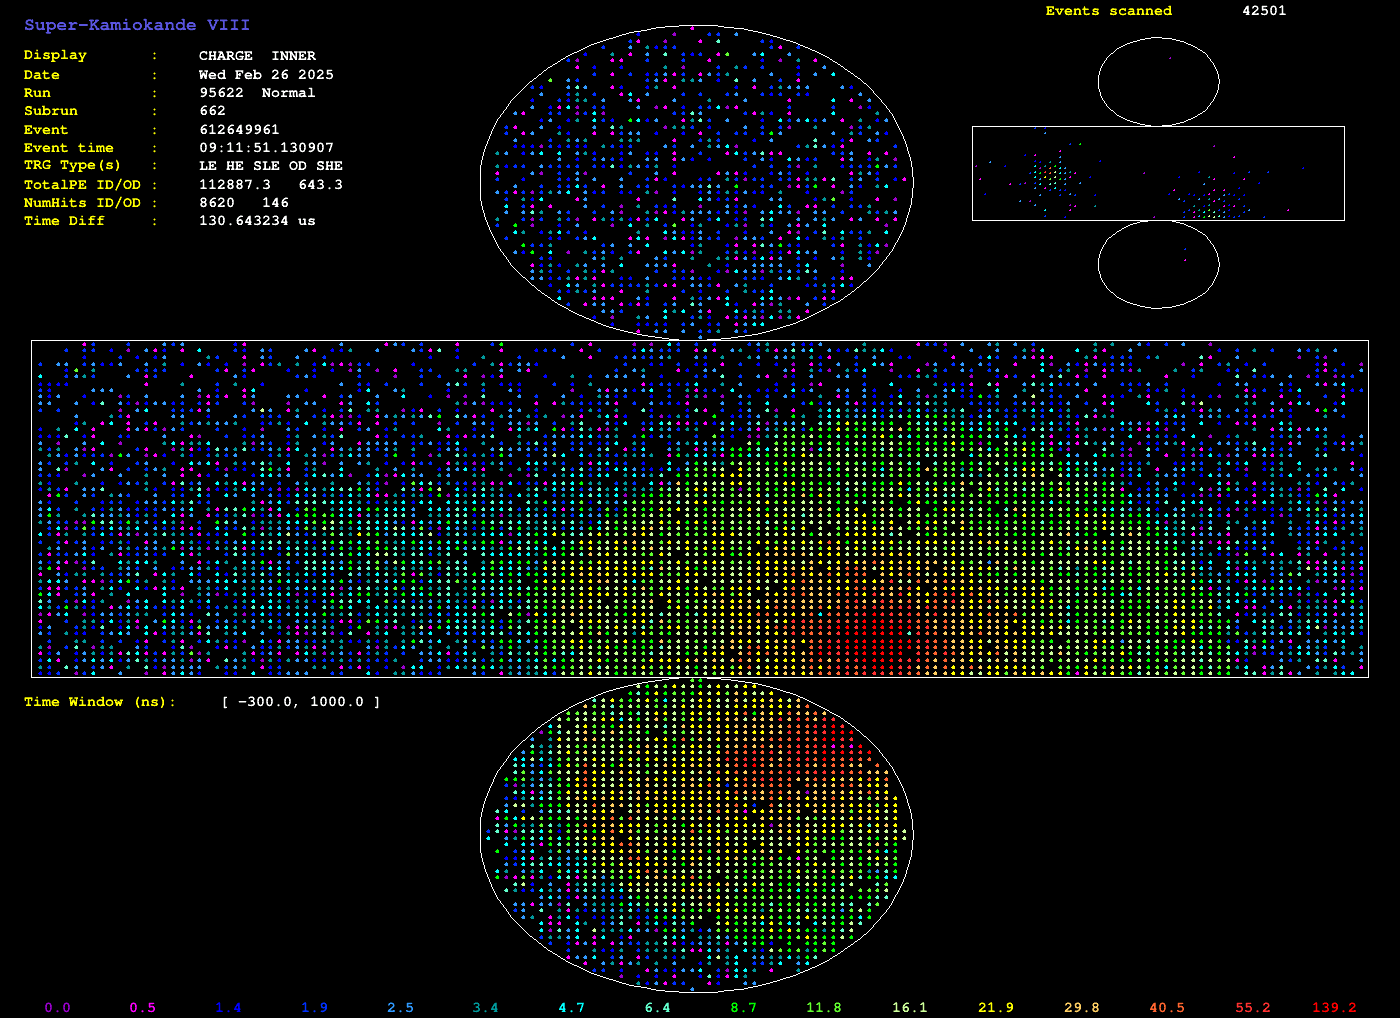 Super-Kamiokande VIII
Events scanned 42501
Display : CHARGE INNER
Date : Wed Feb 26 2025
Run : 95622 Normal
Subrun : 662
Event : 612649961
Event time : 09:11:51.130907
TRG Type(s) : LE HE SLE OD SHE
TotalPE ID/OD : 112887.3 643.3
NumHits ID/OD : 8620 146
Time Diff : 130.643234 us
Time Window (ns): [ -300.0, 1000.0 ]
0.0 0.5 1.4 1.9 2.5 3.4 4.7 6.4 8.7 11.8 16.1 21.9 29.8 40.5 55.2 139.2